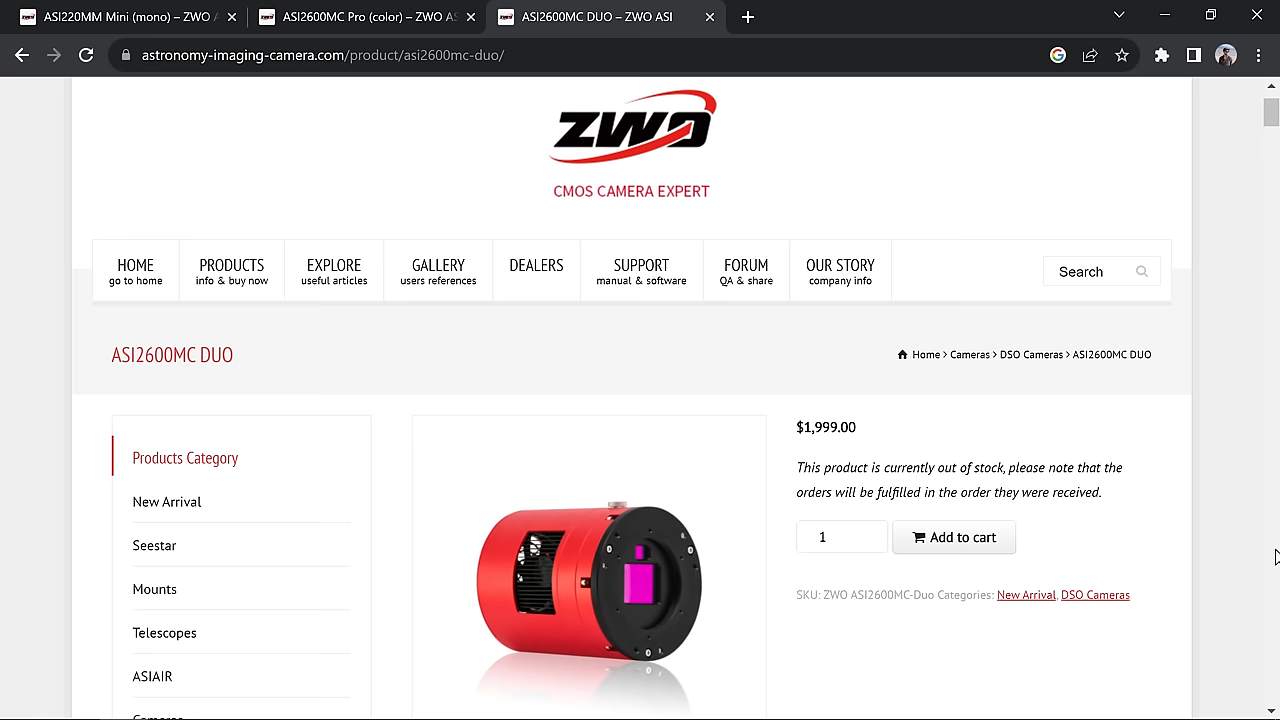 ASI220MM Mini (mono) – ZWO A
ASI2600MC Pro (color) – ZWO AS
ASI2600MC DUO – ZWO ASI
astronomy-imaging-camera.com/product/asi2600mc-duo/
ZWO
CMOS CAMERA EXPERT
HOME
go to home
PRODUCTS
info & buy now
EXPLORE
useful articles
GALLERY
users rererences
DEALERS
SUPPORT
manual & software
FORUM
QA & share
OUR STORY
company info
Search
ASI2600MC DUO
Home > Cameras > DSO Cameras > ASI2600MC DUO
Products Category
New Arrival
Seestar
Mounts
Telescopes
ASIAIR
Cameras
$1,999.00
This product is currently out of stock, please note that the
orders will be fulfilled in the order they were received.
1
Add to cart
SKU: ZWO ASI2600MC-Duo Categories: New Arrival, DSO Cameras